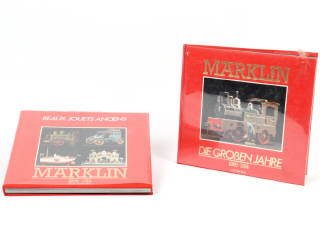 BEAUX JOUETS ANCIENS
MÄRKLIN
MÄRKLIN
DIE GROẞEN JAHRE